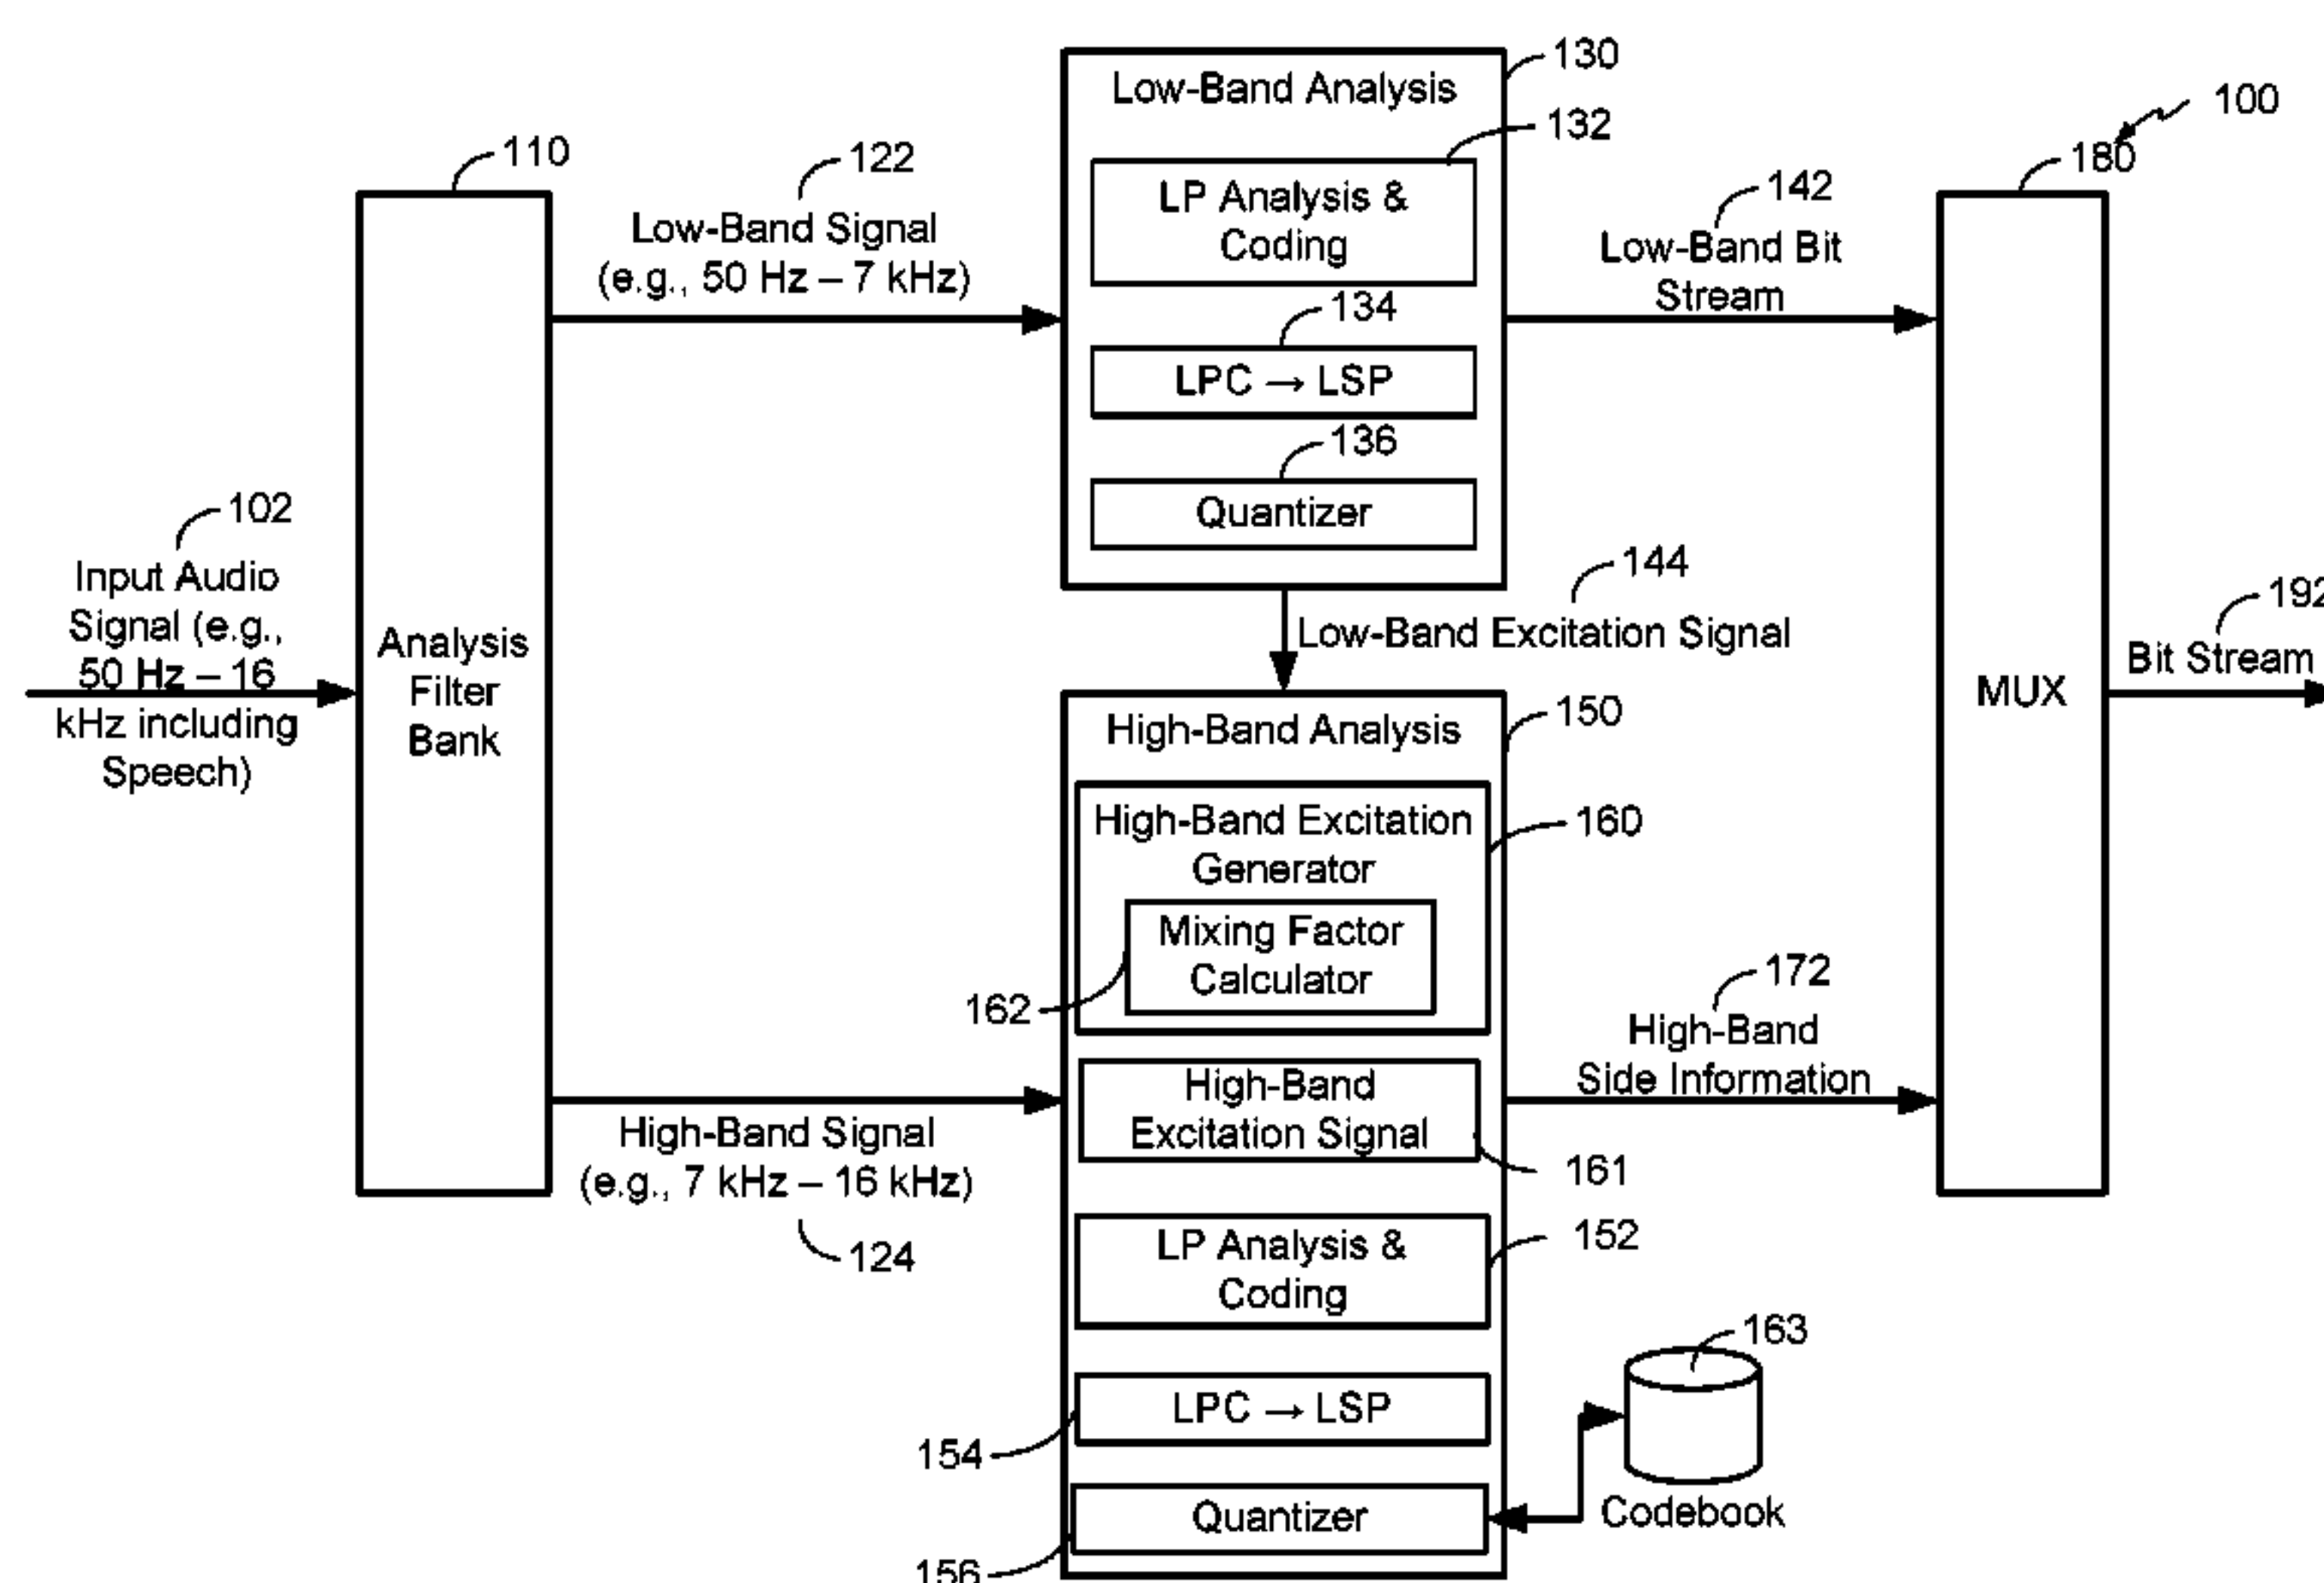 100
130
Low-Band Analysis
132
LP Analysis &
Coding
134
LPC → LSP
136
Quantizer
110
Analysis
Filter
Bank
122
Low-Band Signal
(e.g., 50 Hz – 7 kHz)
180
142
Low-Band Bit
Stream
102
Input Audio
Signal (e.g.,
50 Hz – 16
kHz including
Speech)
144
Low-Band Excitation Signal
192
Bit Stream
MUX
150
High-Band Analysis
160
High-Band Excitation
Generator
Mixing Factor
Calculator
162
172
High-Band
Side Information
High-Band
Excitation Signal
161
High-Band Signal
(e.g., 7 kHz – 16 kHz)
124
152
LP Analysis &
Coding
163
LPC → LSP
154
Codebook
Quantizer
156